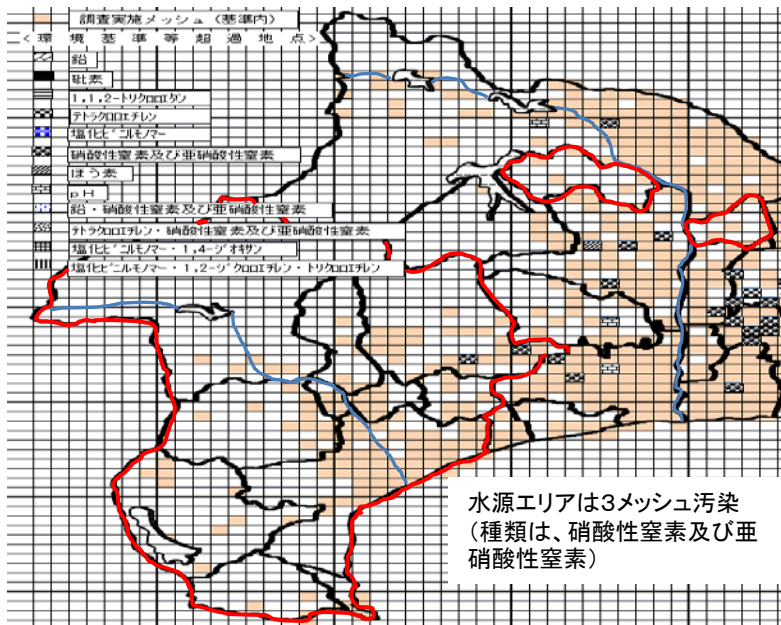 調査実施メッシュ(基準内)
<環境基準等超過地点>
鉛
砒素
1,1,2-トリクロロエタン
テトラクロロエチレン
塩化ビニルモノマー
硝酸性窒素及び亜硝酸性窒素
ほう素
pH
鉛・硝酸性窒素及び亜硝酸性窒素
テトラクロロエチレン・硝酸性窒素及び亜硝酸性窒素
塩化ビニルモノマー・1,4-ジオキサン
塩化ビニルモノマー・1,2-ジクロロエチレン・トリクロロエチレン
水源エリアは3メッシュ汚染
(種類は、硝酸性窒素及び亜
硝酸性窒素)